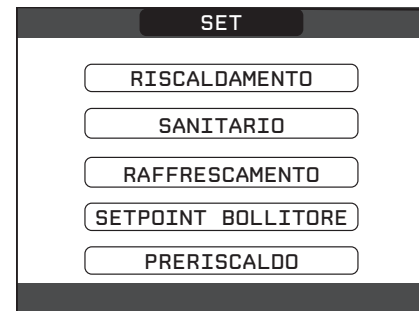 SET
RISCALDAMENTO
SANITARIO
RAFFRESCAMENTO
SETPOINT BOLLITORE
PRERISCALDO